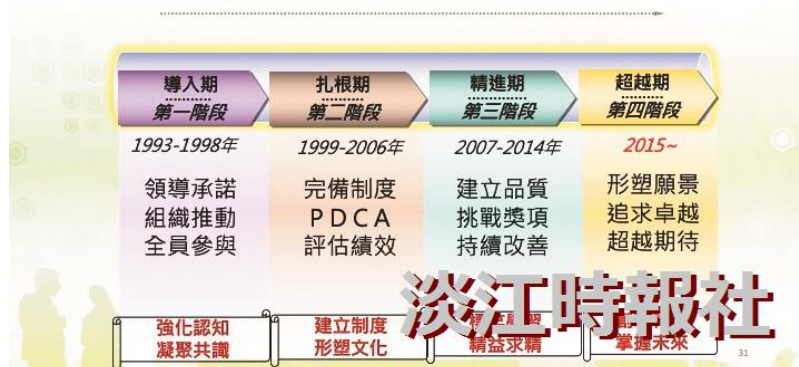 導入期
第一階段
扎根期
第二階段
精進期
第三階段
超越期
第四階段
1993-1998年
1999-2006年
2007-2014年
2015~
領導承諾
組織推動
全員參與
完備制度
PDCA
評估績效
建立品質
挑戰獎項
持續改善
形塑願景
追求卓越
超越期待
強化認知
凝聚共識
建立制度
形塑文化
精益求精
掌握未來
淡江時報社
31